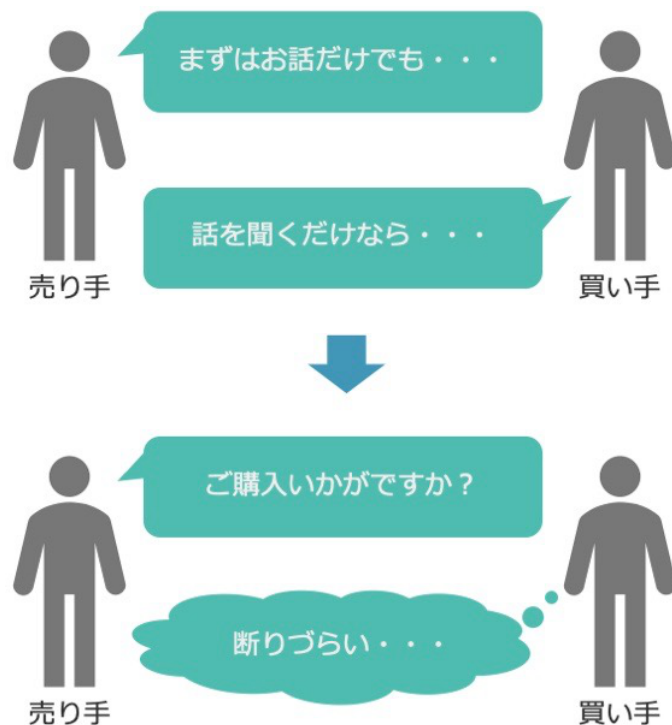 まずはお話だけでも・・・
話を聞くだけなら・・・
売り手
買い手
ご購入いかがですか?
断りづらい・・・
売り手
買い手